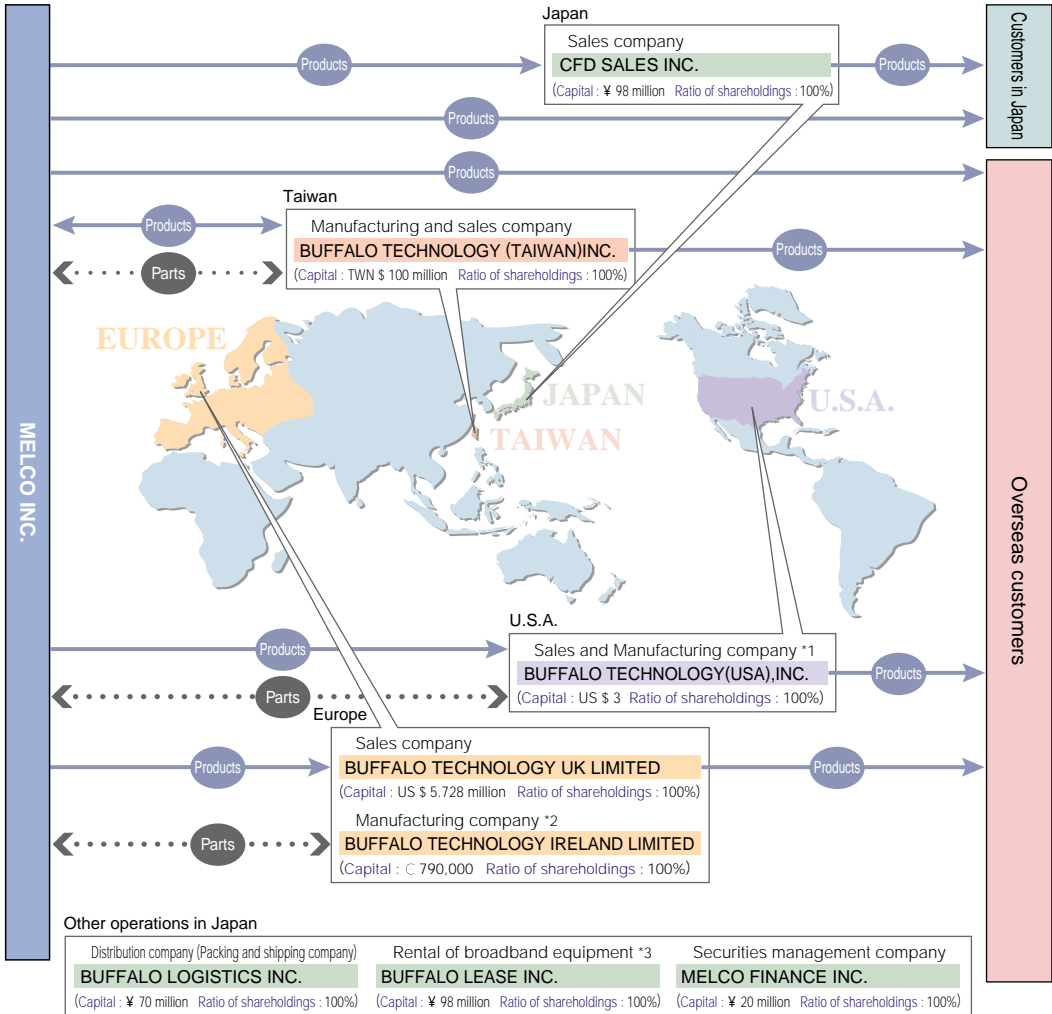 Japan
Sales company
CFD SALES INC.
(Capital : ¥ 98 million Ratio of shareholdings : 100%)
Products
Products
Customers in Japan
Products
Products
Taiwan
Manufacturing and sales company
BUFFALO TECHNOLOGY (TAIWAN)INC.
(Capital : TWN $ 100 million Ratio of shareholdings : 100%)
Products
Products
Parts
EUROPE
JAPAN
TAIWAN
U.S.A.
MELCO INC.
Overseas customers
U.S.A.
Sales and Manufacturing company *1
BUFFALO TECHNOLOGY(USA),INC.
(Capital : US $ 3 Ratio of shareholdings : 100%)
Products
Products
Parts
Europe
Sales company
BUFFALO TECHNOLOGY UK LIMITED
(Capital : US $ 5.728 million Ratio of shareholdings : 100%)
Products
Products
Manufacturing company *2
BUFFALO TECHNOLOGY IRELAND LIMITED
(Capital : C 790,000 Ratio of shareholdings : 100%)
Parts
Other operations in Japan
Distribution company (Packing and shipping company)
BUFFALO LOGISTICS INC.
(Capital : ¥ 70 million Ratio of shareholdings : 100%)
Rental of broadband equipment *3
BUFFALO LEASE INC.
(Capital : ¥ 98 million Ratio of shareholdings : 100%)
Securities management company
MELCO FINANCE INC.
(Capital : ¥ 20 million Ratio of shareholdings : 100%)